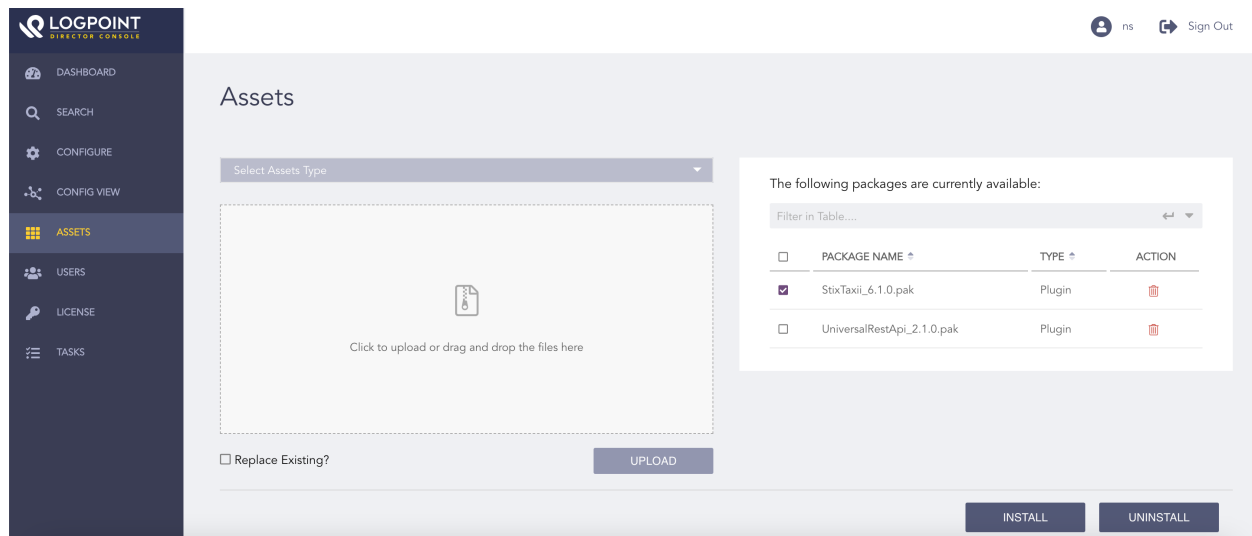 LOGPOINT
DIRECTOR CONSOLE
ns
Sign Out
DASHBOARD
SEARCH
CONFIGURE
CONFIG VIEW
ASSETS
USERS
LICENSE
TASKS
Assets
Select Assets Type
Click to upload or drag and drop the files here
Replace Existing?
UPLOAD
The following packages are currently available:
Filter in Table....
PACKAGE NAME TYPE ACTION
StixTaxii_6.1.0.pak Plugin
UniversalRestApi_2.1.0.pak Plugin
INSTALL UNINSTALL